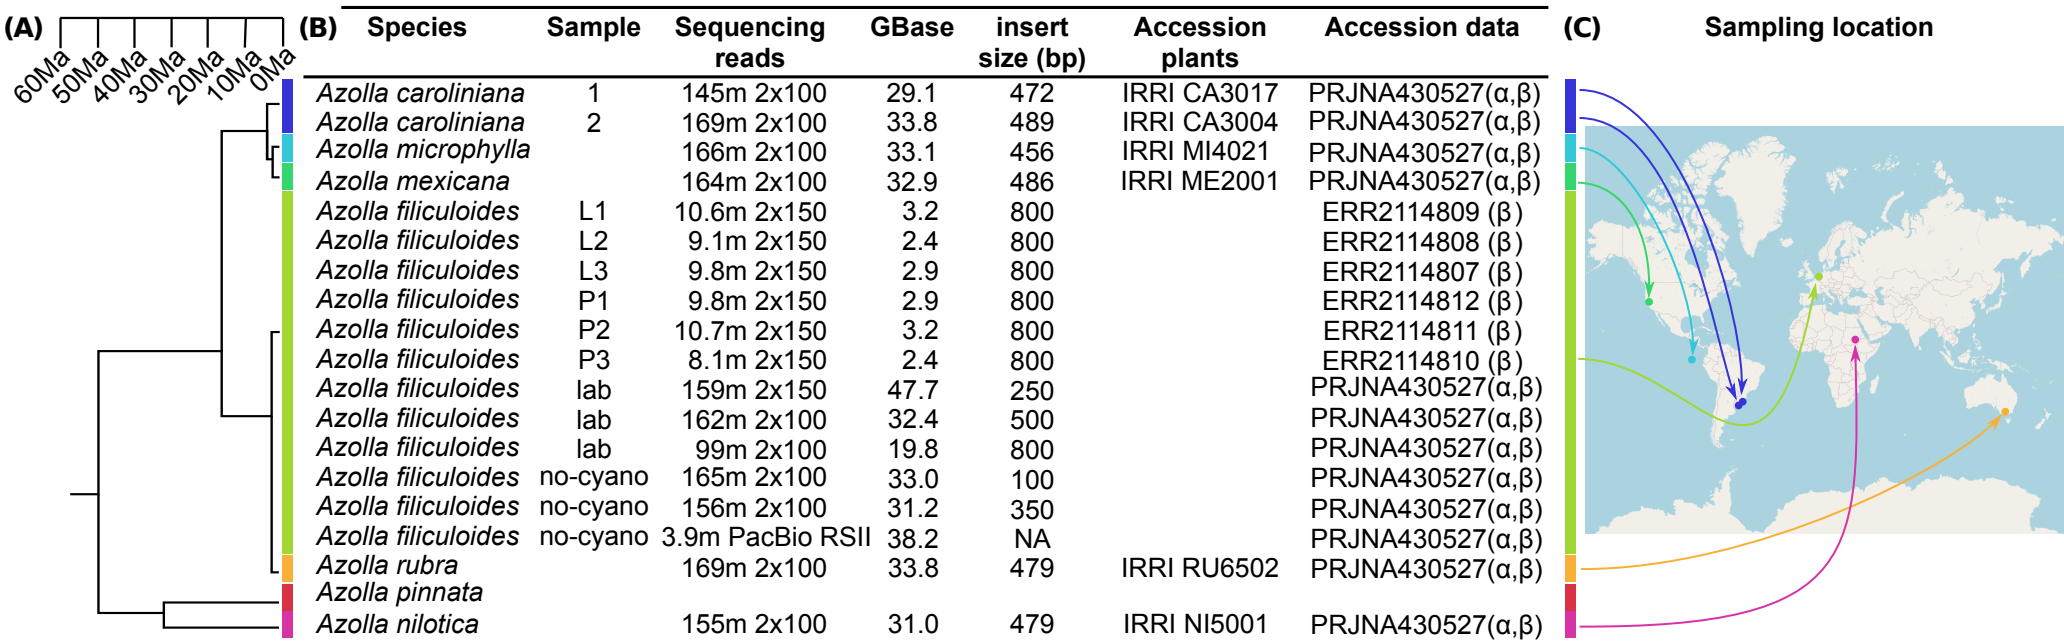 (A)
60Ma 50Ma 40Ma 30Ma 20Ma 10Ma 0Ma
(B) Species Sample Sequencing reads GBase insert size (bp) Accession plants Accession data
Azolla caroliniana 1 145m 2x100 29.1 472 IRRI CA3017 PRJNA430527(α,β)
Azolla caroliniana 2 169m 2x100 33.8 489 IRRI CA3004 PRJNA430527(α,β)
Azolla microphylla 166m 2x100 33.1 456 IRRI MI4021 PRJNA430527(α,β)
Azolla mexicana 164m 2x100 32.9 486 IRRI ME2001 PRJNA430527(α,β)
Azolla filiculoides L1 10.6m 2x150 3.2 800 ERR2114809 (β)
Azolla filiculoides L2 9.1m 2x150 2.4 800 ERR2114808 (β)
Azolla filiculoides L3 9.8m 2x150 2.9 800 ERR2114807 (β)
Azolla filiculoides P1 9.8m 2x150 2.9 800 ERR2114812 (β)
Azolla filiculoides P2 10.7m 2x150 3.2 800 ERR2114811 (β)
Azolla filiculoides P3 8.1m 2x150 2.4 800 ERR2114810 (β)
Azolla filiculoides lab 159m 2x150 47.7 250 PRJNA430527(α,β)
Azolla filiculoides lab 162m 2x100 32.4 500 PRJNA430527(α,β)
Azolla filiculoides lab 99m 2x100 19.8 800 PRJNA430527(α,β)
Azolla filiculoides no-cyano 165m 2x100 33.0 100 PRJNA430527(α,β)
Azolla filiculoides no-cyano 156m 2x100 31.2 350 PRJNA430527(α,β)
Azolla filiculoides no-cyano 3.9m PacBio RSII 38.2 NA PRJNA430527(α,β)
Azolla rubra 169m 2x100 33.8 479 IRRI RU6502 PRJNA430527(α,β)
Azolla pinnata
Azolla nilotica 155m 2x100 31.0 479 IRRI NI5001 PRJNA430527(α,β)
(C) Sampling location